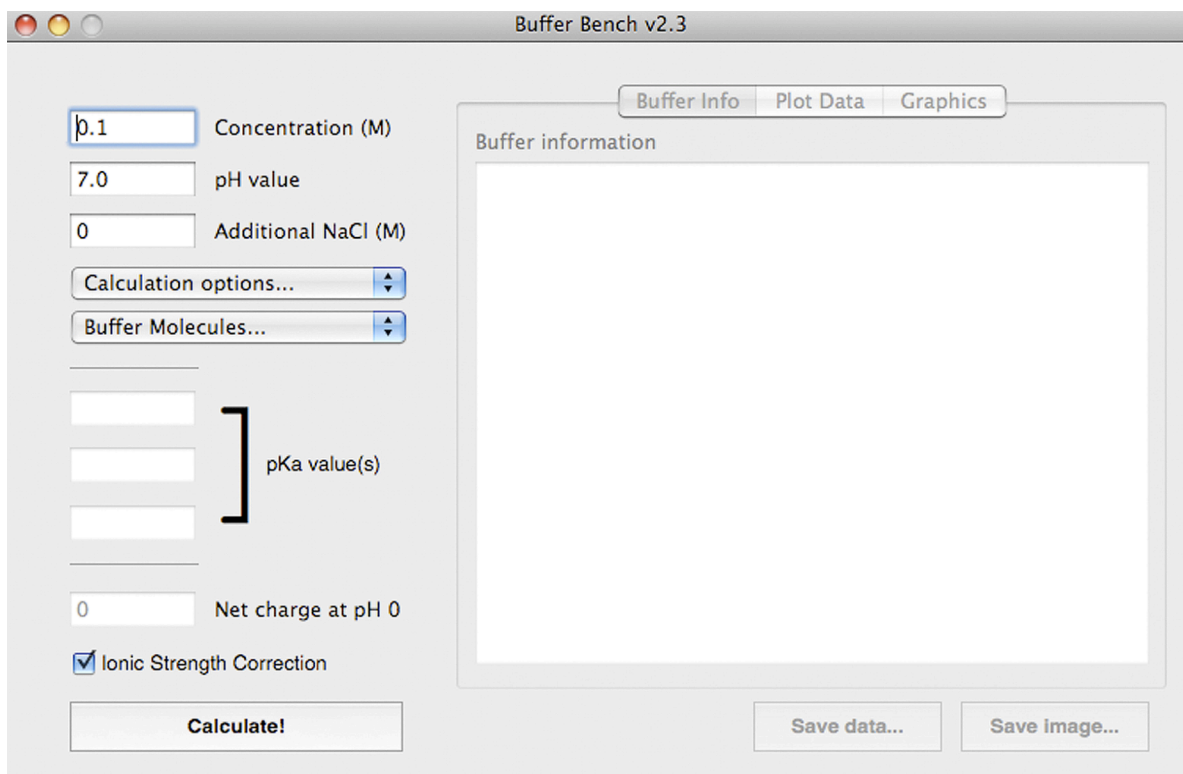 Buffer Bench v2.3
0.1 Concentration (M)
7.0 pH value
0 Additional NaCl (M)
Calculation options...
Buffer Molecules...
pKa value(s)
0 Net charge at pH 0
Ionic Strength Correction
Calculate!
Buffer Info Plot Data Graphics
Buffer information
Save data... Save image...